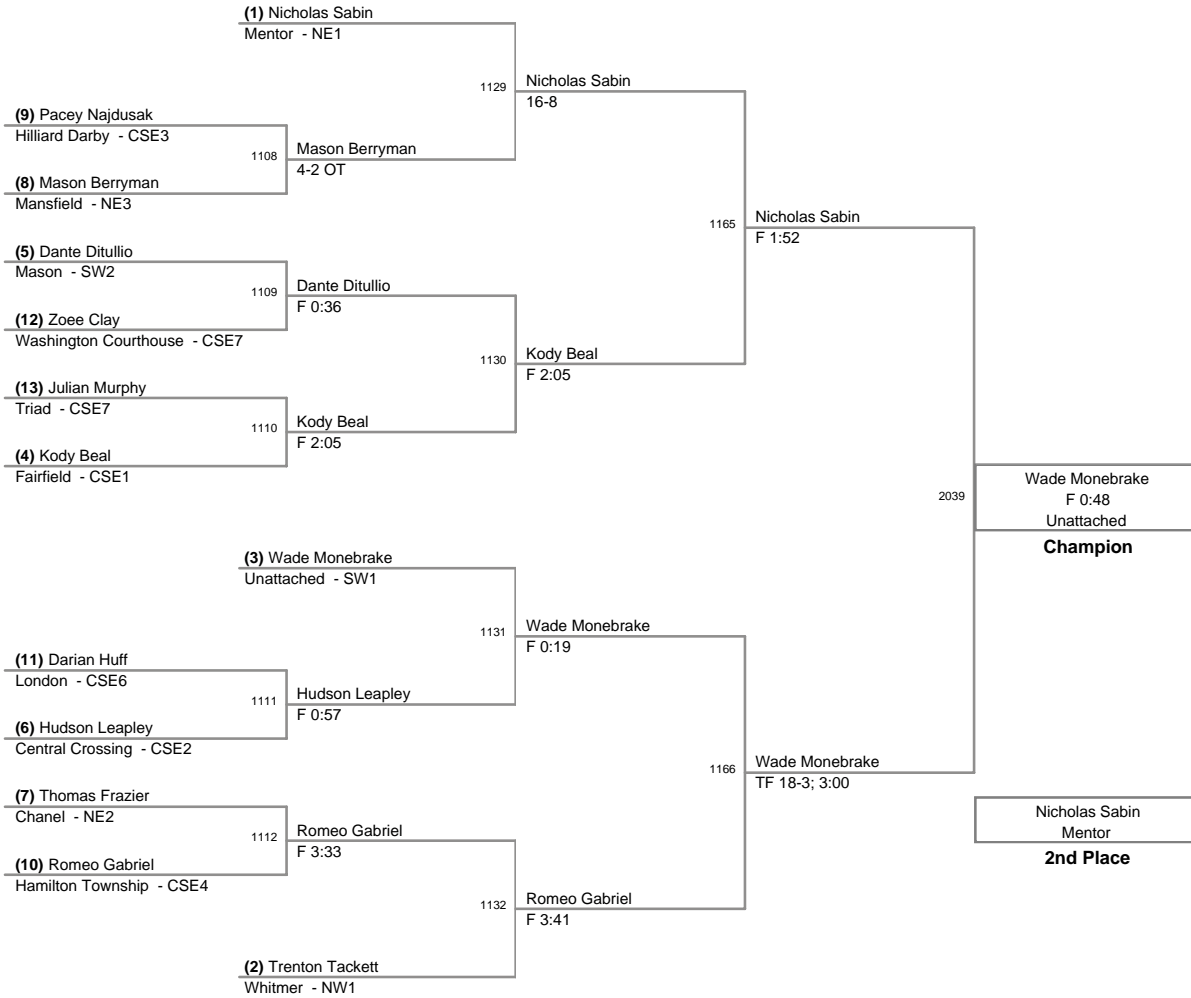 (1) Nicholas Sabin
Mentor - NE1
1129
Nicholas Sabin
16-8
(9) Pacey Najdusak
Hilliard Darby - CSE3
1108
Mason Berryman
4-2 OT
(8) Mason Berryman
Mansfield - NE3
1165
Nicholas Sabin
F 1:52
(5) Dante Ditullio
Mason - SW2
1109
Dante Ditullio
F 0:36
(12) Zoee Clay
Washington Courthouse - CSE7
1130
Kody Beal
F 2:05
(13) Julian Murphy
Triad - CSE7
1110
Kody Beal
F 2:05
(4) Kody Beal
Fairfield - CSE1
2039
Wade Monebrake
F 0:48
Unattached
Champion
(3) Wade Monebrake
Unattached - SW1
1131
Wade Monebrake
F 0:19
(11) Darian Huff
London - CSE6
1111
Hudson Leapley
F 0:57
(6) Hudson Leapley
Central Crossing - CSE2
1166
Wade Monebrake
TF 18-3; 3:00
(7) Thomas Frazier
Chanel - NE2
1112
Romeo Gabriel
F 3:33
(10) Romeo Gabriel
Hamilton Township - CSE4
1132
Romeo Gabriel
F 3:41
(2) Trenton Tackett
Whitmer - NW1
Nicholas Sabin
Mentor
2nd Place